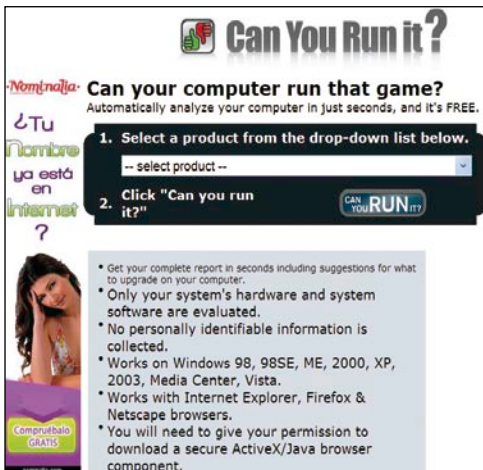 Can You Run it?
Nominalia
¿Tu
Nombre
ya está
en
Internet
?
Compruébalo
GRATIS
Can your computer run that game?
Automatically analyze your computer in just seconds, and it's FREE.
1. Select a product from the drop-down list below.
-- select product --
2. Click "Can you run
it?"
CAN YOU RUN IT?
• Get your complete report in seconds including suggestions for what
to upgrade on your computer.
• Only your system's hardware and system
software are evaluated.
• No personally identifiable information is
collected.
• Works on Windows 98, 98SE, ME, 2000, XP,
2003, Media Center, Vista.
• Works with Internet Explorer, Firefox &
Netscape browsers.
• You will need to give your permission to
download a secure ActiveX/Java browser
component.